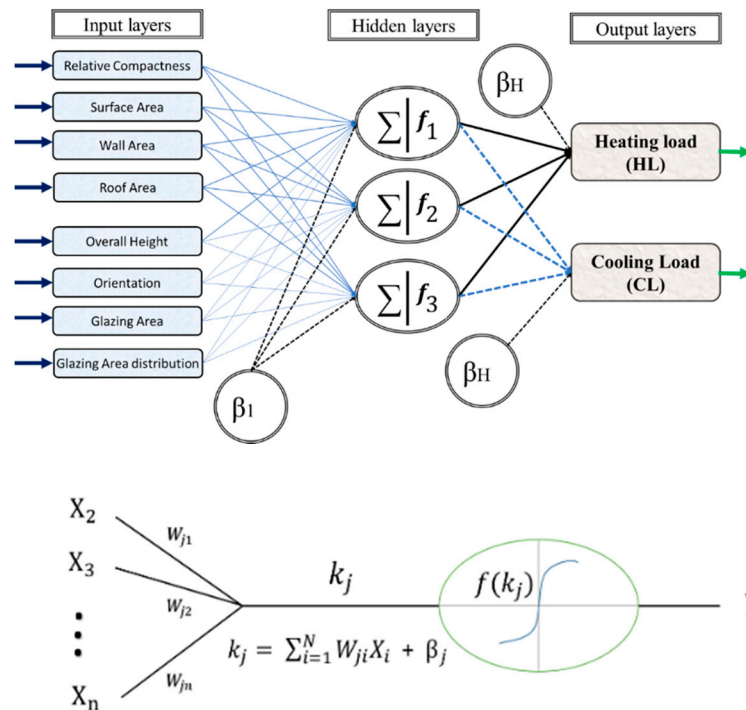 Input layers
Hidden layers
Output layers
Relative Compactness
Surface Area
Wall Area
Roof Area
Overall Height
Orientation
Glazing Area
Glazing Area distribution
β1
∑|f1
∑|f2
∑|f3
βH
βH
Heating load
(HL)
Cooling Load
(CL)
X2
X3
Xn
Wj1
Wj2
Wjn
kj
kj = ∑_{i=1}^{N} WjiXi + βj
f(kj)